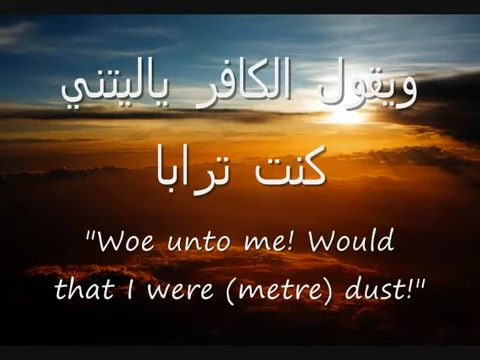 ويقول الكافر ياليتني
كنت ترابا
"Woe unto me! Would
that I were (metre) dust!"